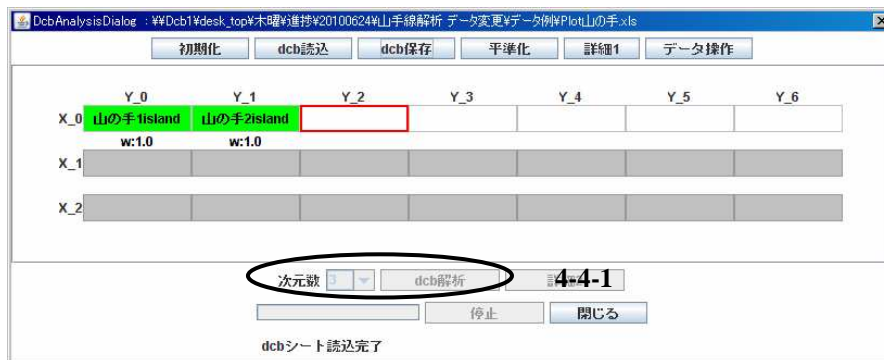 DcbAnalysisDialog : ¥¥Dcb1¥desk_top¥木曜¥進捗¥20100624¥山手線解析 データ変更¥データ例¥Plot山の手.xls
初期化 dcb読込 dcb保存 平準化 詳細1 データ操作
Y_0 Y_1 Y_2 Y_3 Y_4 Y_5 Y_6
X_0 山の手1island 山の手2island
w:1.0 w:1.0
X_1
X_2
次元数 3 dcb解析 4-4-1
停止 閉じる
dcbシート読込完了